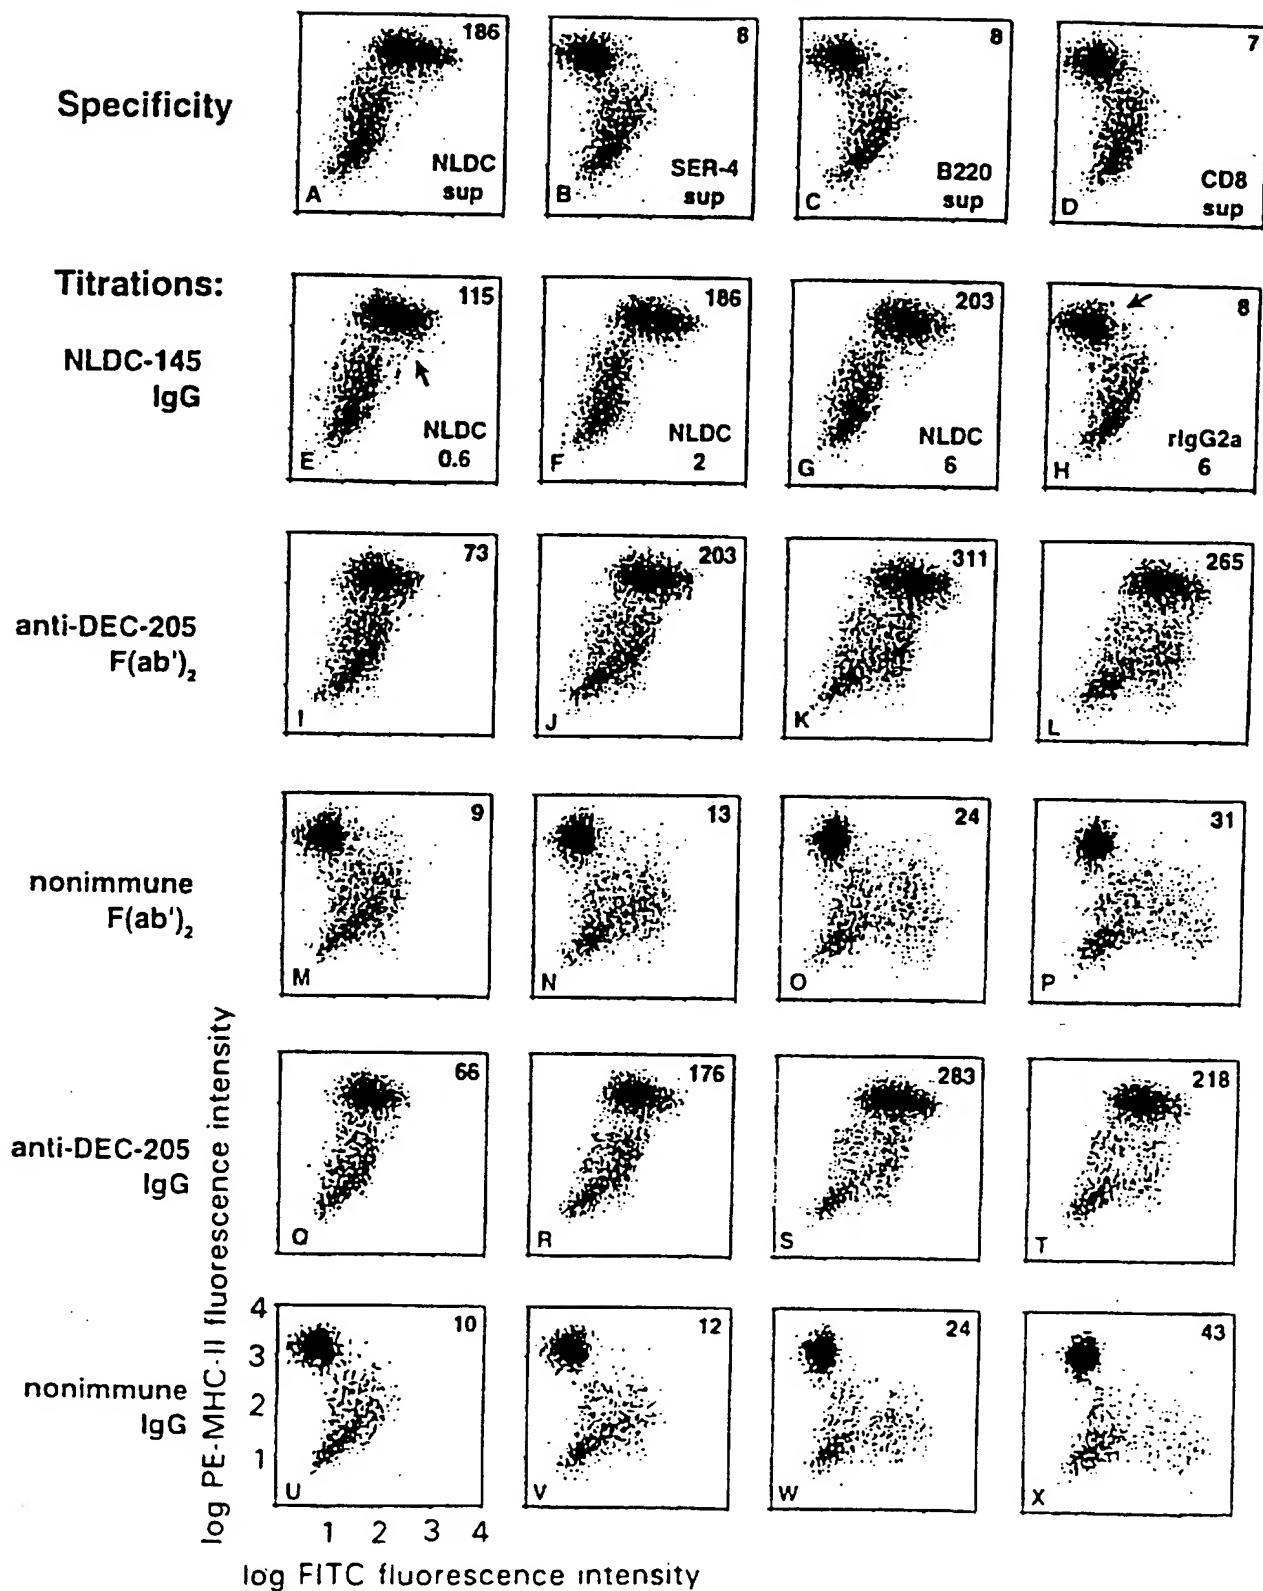 Specificity
186
NLDC
sup
A
8
SER-4
sup
B
8
B220
sup
C
7
CD8
sup
D
Titrations:
NLDC-145
IgG
115
NLDC
0.6
E
186
NLDC
2
F
203
NLDC
6
G
8
rIgG2a
6
H
anti-DEC-205
F(ab')₂
73
I
203
J
311
K
265
L
nonimmune
F(ab')₂
9
M
13
N
24
O
31
P
anti-DEC-205
IgG
66
Q
176
R
283
S
218
T
nonimmune
IgG
10
U
12
V
24
W
43
X
log PE-MHC-II fluorescence intensity
4
3
2
1
1 2 3 4
log FITC fluorescence intensity